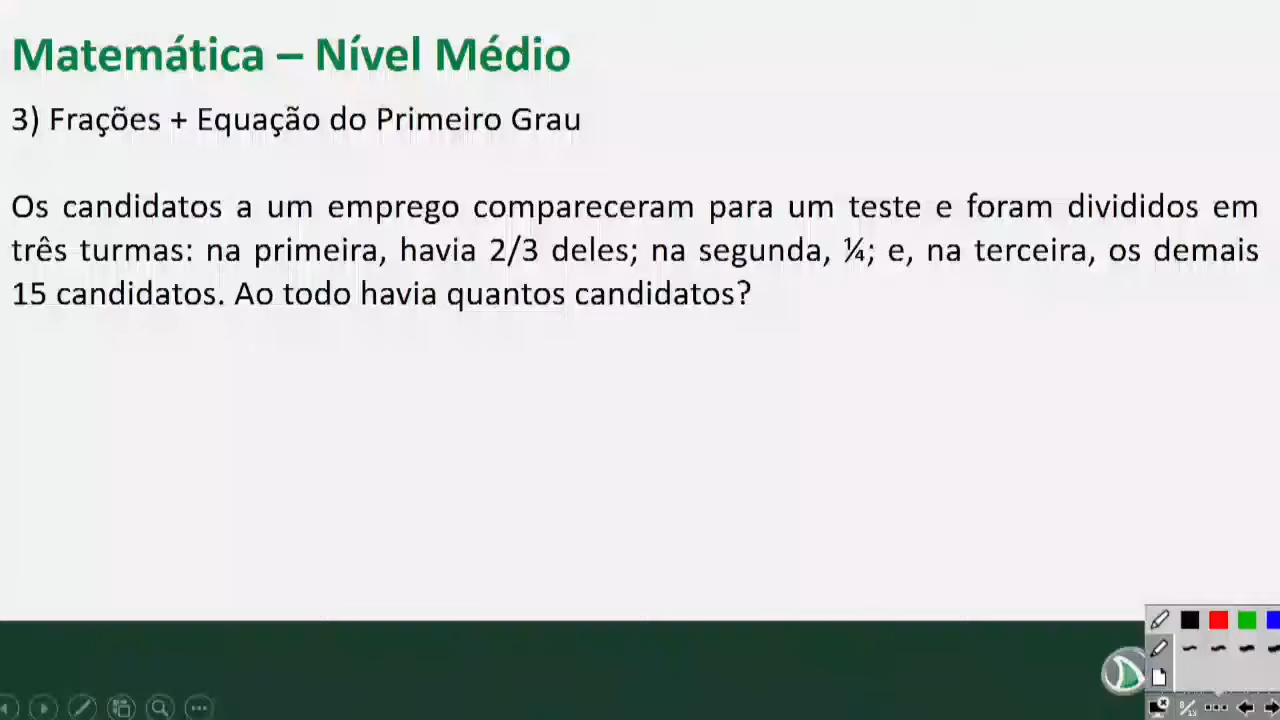 Matemática – Nível Médio
3) Frações + Equação do Primeiro Grau
Os candidatos a um emprego compareceram para um teste e foram divididos em
três turmas: na primeira, havia 2/3 deles; na segunda, ¼; e, na terceira, os demais
15 candidatos. Ao todo havia quantos candidatos?